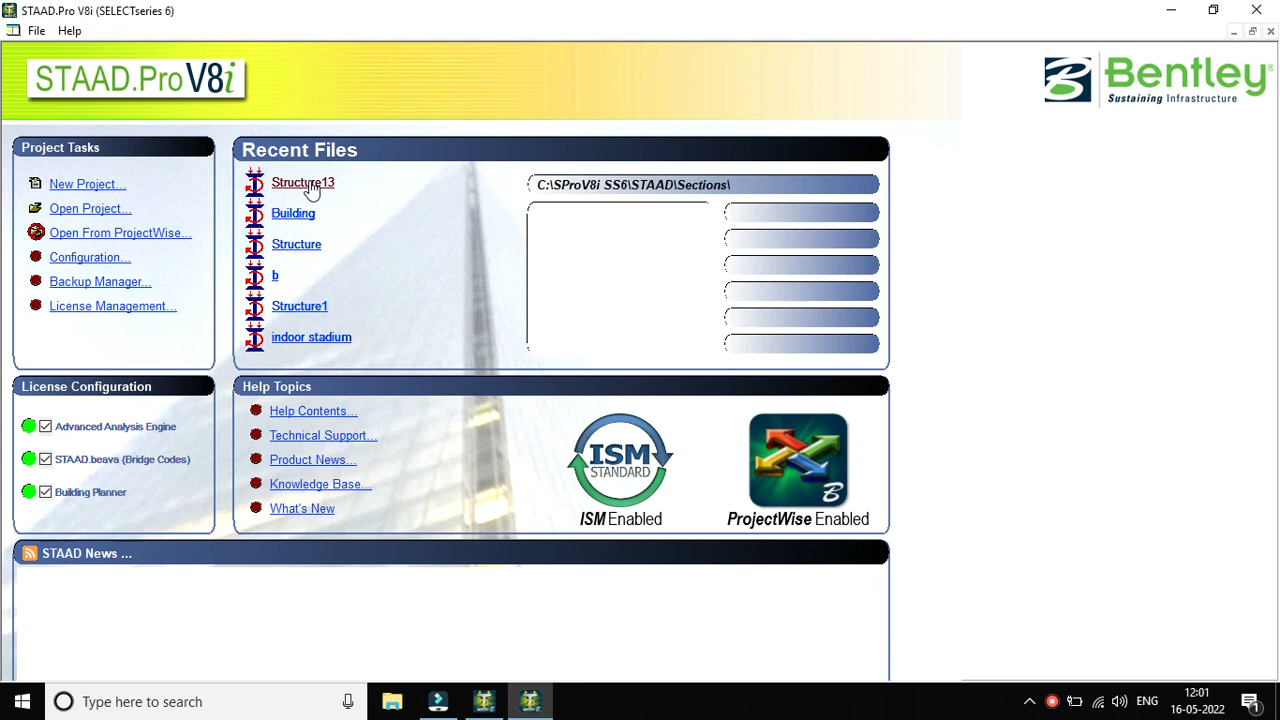 STAAD.Pro V8i (SELECTseries 6)
File Help
STAAD.Pro V8i
Bentley®
Sustaining Infrastructure
Project Tasks
New Project...
Open Project...
Open From ProjectWise...
Configuration...
Backup Manager...
License Management...
Recent Files
Structure13
Building
Structure
b
Structure1
indoor stadium
C:\SProV8i SS6\STAAD\Sections\
License Configuration
Advanced Analysis Engine
STAAD.beava (Bridge Codes)
Building Planner
Help Topics
Help Contents...
Technical Support...
Product News...
Knowledge Base...
What's New
ISM
STANDARD
ISM Enabled
B
ProjectWise Enabled
STAAD News ...
Type here to search
ENG
12:01
16-05-2022
1